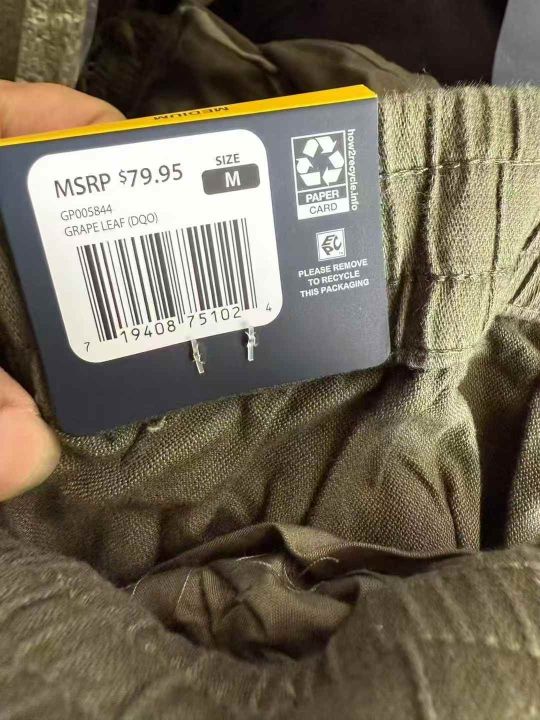 MEDIUM
MSRP $79.95
SIZE
M
GP005844
GRAPE LEAF (DQO)
7 19408 75102 4
how2recycle.info
PAPER
CARD
PLEASE REMOVE
TO RECYCLE
THIS PACKAGING